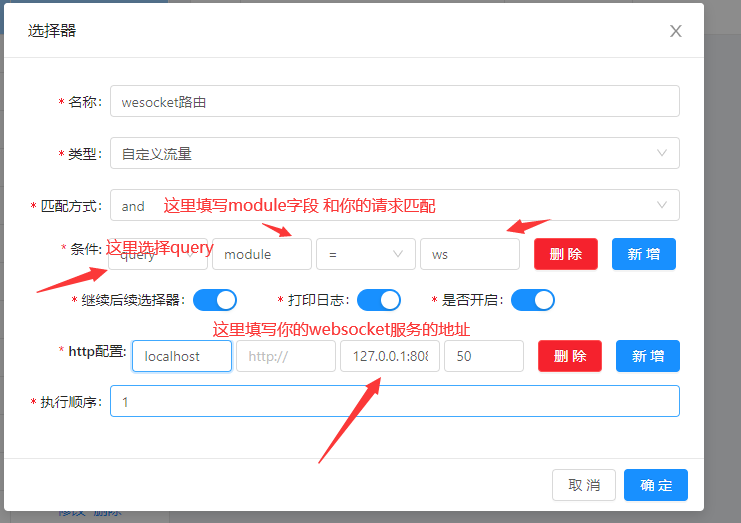 选择器
* 名称: wesocket路由
* 类型: 自定义流量
* 匹配方式: and 这里填写module字段 和你的请求匹配
* 条件: 这里选择query
query module = ws 删 除 新 增
* 继续后续选择器: * 打印日志: * 是否开启:
这里填写你的websocket服务的地址
* http配置: localhost http:// 127.0.0.1:808 50 删 除 新 增
* 执行顺序: 1
取 消 确 定
修改 删除